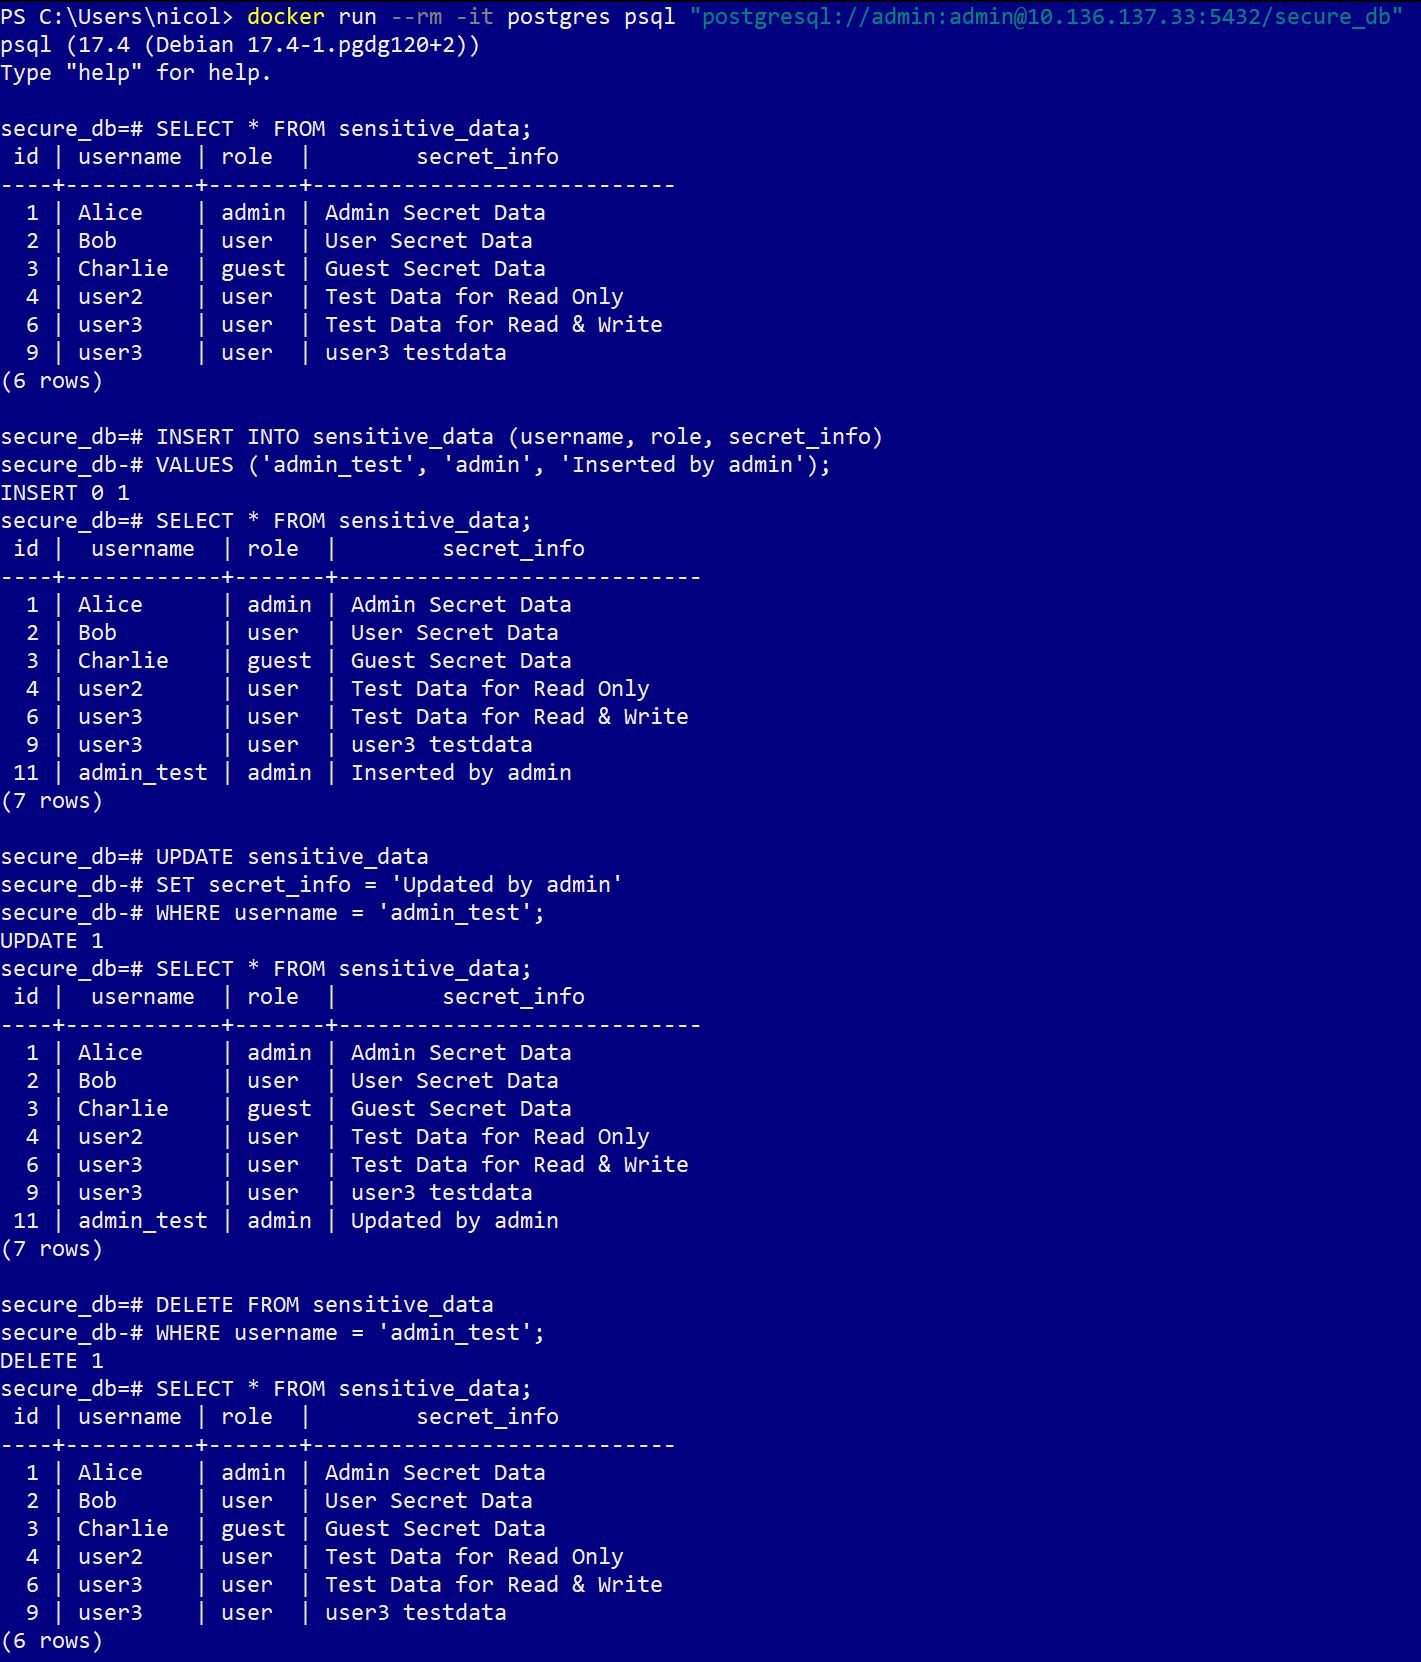 PS C:\Users\nicol> docker run --rm -it postgres psql "postgresql://admin:admin@10.136.137.33:5432/secure_db"
psql (17.4 (Debian 17.4-1.pgdg120+2))
Type "help" for help.

secure_db=# SELECT * FROM sensitive_data;
 id | username | role  |        secret_info
----+----------+-------+----------------------------
  1 | Alice    | admin | Admin Secret Data
  2 | Bob      | user  | User Secret Data
  3 | Charlie  | guest | Guest Secret Data
  4 | user2    | user  | Test Data for Read Only
  6 | user3    | user  | Test Data for Read & Write
  9 | user3    | user  | user3 testdata
(6 rows)

secure_db=# INSERT INTO sensitive_data (username, role, secret_info)
secure_db-# VALUES ('admin_test', 'admin', 'Inserted by admin');
INSERT 0 1
secure_db=# SELECT * FROM sensitive_data;
 id |  username  | role  |        secret_info
----+------------+-------+----------------------------
  1 | Alice      | admin | Admin Secret Data
  2 | Bob        | user  | User Secret Data
  3 | Charlie    | guest | Guest Secret Data
  4 | user2      | user  | Test Data for Read Only
  6 | user3      | user  | Test Data for Read & Write
  9 | user3      | user  | user3 testdata
 11 | admin_test | admin | Inserted by admin
(7 rows)

secure_db=# UPDATE sensitive_data
secure_db-# SET secret_info = 'Updated by admin'
secure_db-# WHERE username = 'admin_test';
UPDATE 1
secure_db=# SELECT * FROM sensitive_data;
 id |  username  | role  |        secret_info
----+------------+-------+----------------------------
  1 | Alice      | admin | Admin Secret Data
  2 | Bob        | user  | User Secret Data
  3 | Charlie    | guest | Guest Secret Data
  4 | user2      | user  | Test Data for Read Only
  6 | user3      | user  | Test Data for Read & Write
  9 | user3      | user  | user3 testdata
 11 | admin_test | admin | Updated by admin
(7 rows)

secure_db=# DELETE FROM sensitive_data
secure_db-# WHERE username = 'admin_test';
DELETE 1
secure_db=# SELECT * FROM sensitive_data;
 id | username | role  |        secret_info
----+----------+-------+----------------------------
  1 | Alice    | admin | Admin Secret Data
  2 | Bob      | user  | User Secret Data
  3 | Charlie  | guest | Guest Secret Data
  4 | user2    | user  | Test Data for Read Only
  6 | user3    | user  | Test Data for Read & Write
  9 | user3    | user  | user3 testdata
(6 rows)